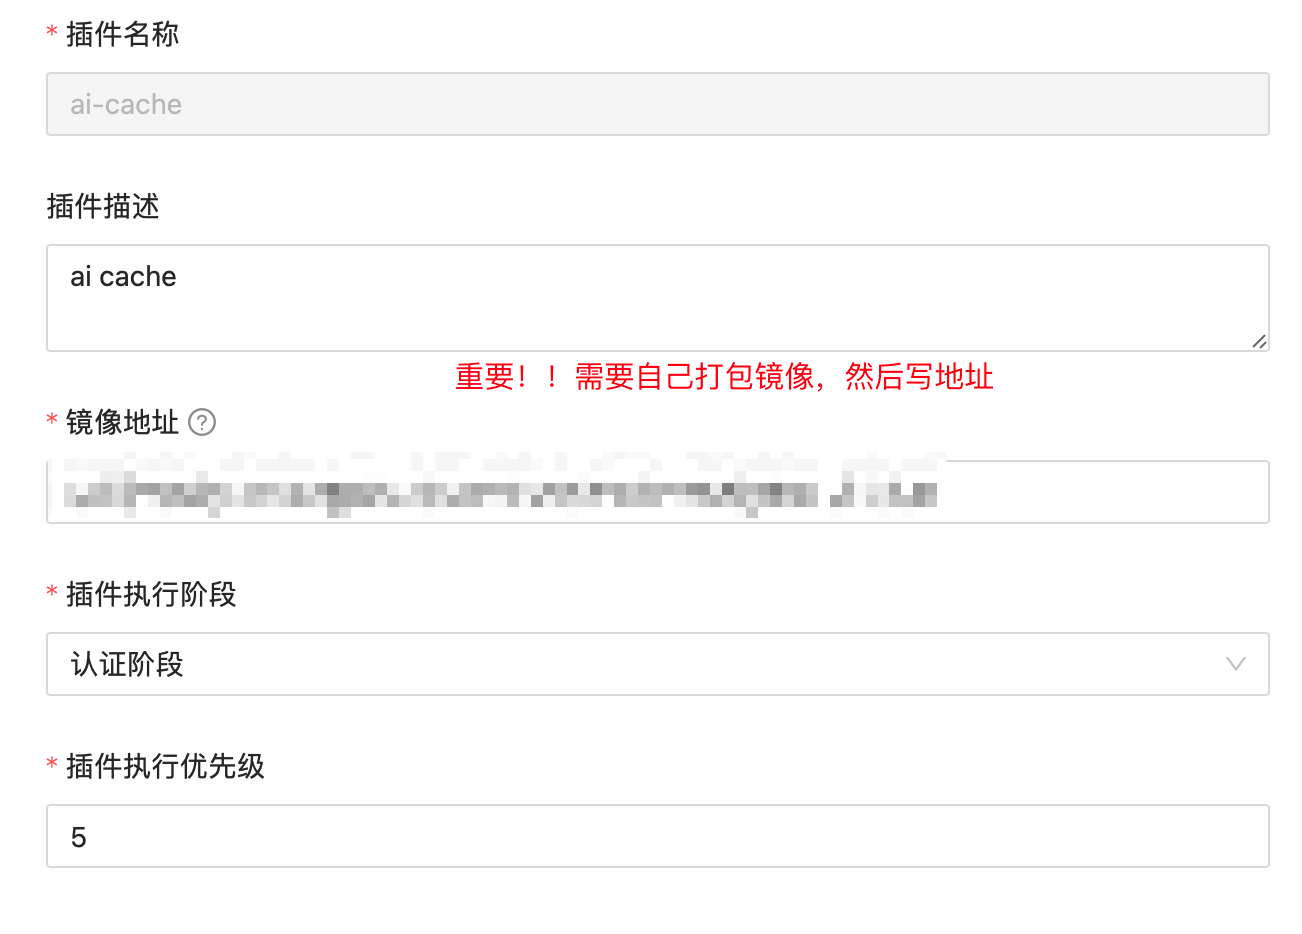 * 插件名称
ai-cache
插件描述
ai cache
重要！！需要自己打包镜像，然后写地址
* 镜像地址 ?
* 插件执行阶段
认证阶段
* 插件执行优先级
5